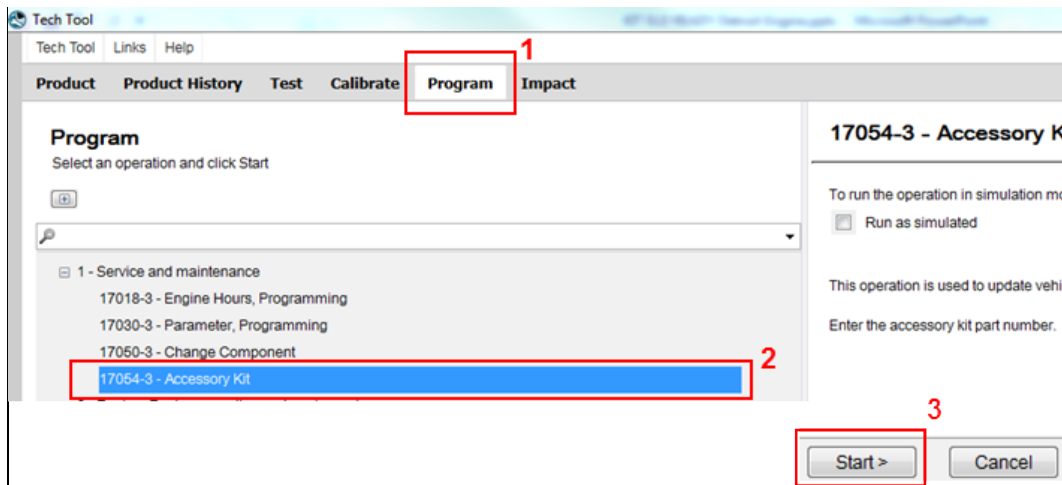 Tech Tool
Tech Tool Links Help
1
Product Product History Test Calibrate Program Impact
Program
Select an operation and click Start
17054-3 - Accessory K
To run the operation in simulation mo
Run as simulated
1 - Service and maintenance
17018-3 - Engine Hours, Programming
This operation is used to update vehi
17030-3 - Parameter, Programming
Enter the accessory kit part number.
17050-3 - Change Component
2
17054-3 - Accessory Kit
3
Start > Cancel